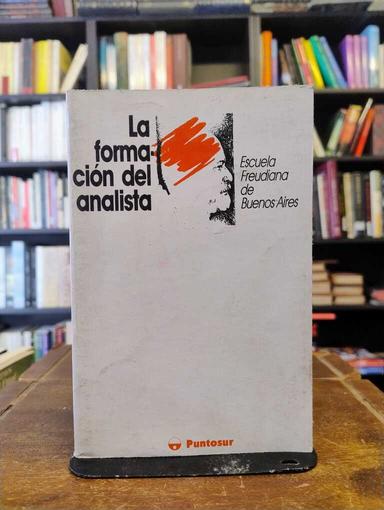 La
forma
ción del
analista
Escuela
Freudiana
de
Buenos Aires
Puntosur